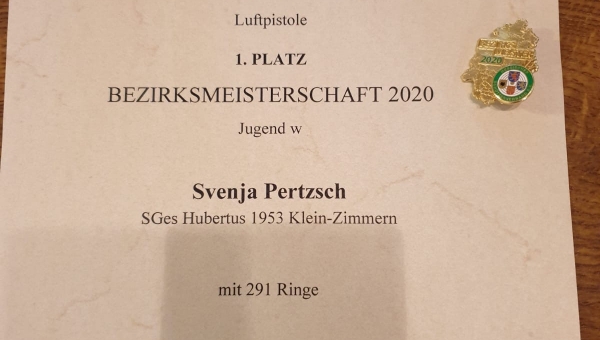 Luftpistole
1. PLATZ
BEZIRKSMEISTERSCHAFT 2020
Jugend w
Svenja Pertzsch
SGes Hubertus 1953 Klein-Zimmern
mit 291 Ringe
2020